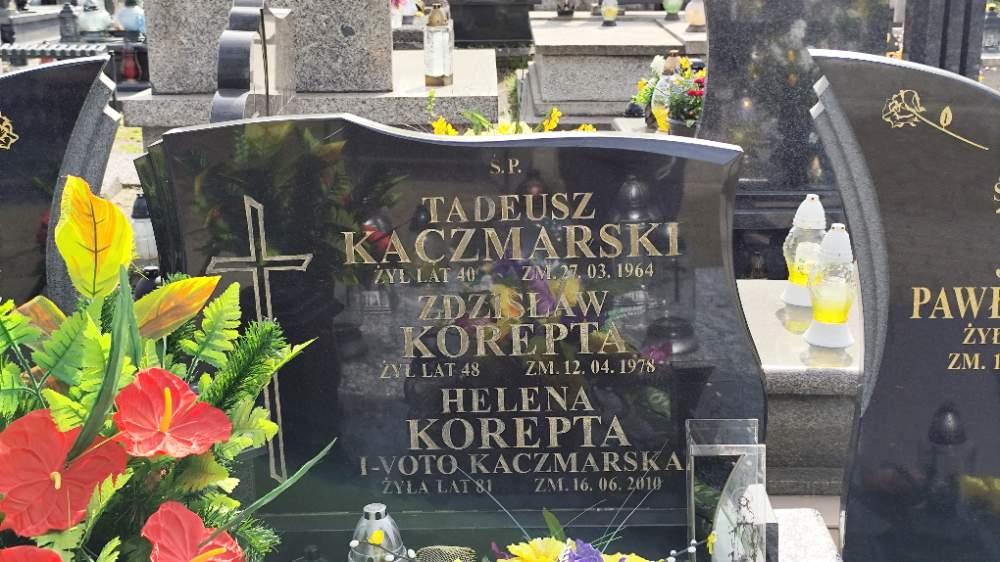 Ś.P.
TADEUSZ
KACZMARSKI
ŻYŁ LAT 40 ZM. 27. 03. 1964
ZDZISŁAW
KOREPTA
ŻYŁ LAT 48 ZM. 12. 04. 1978
HELENA
KOREPTA
I-VOTO KACZMARSKA
ŻYŁA LAT 81 ZM. 16. 06. 2010
ZM.